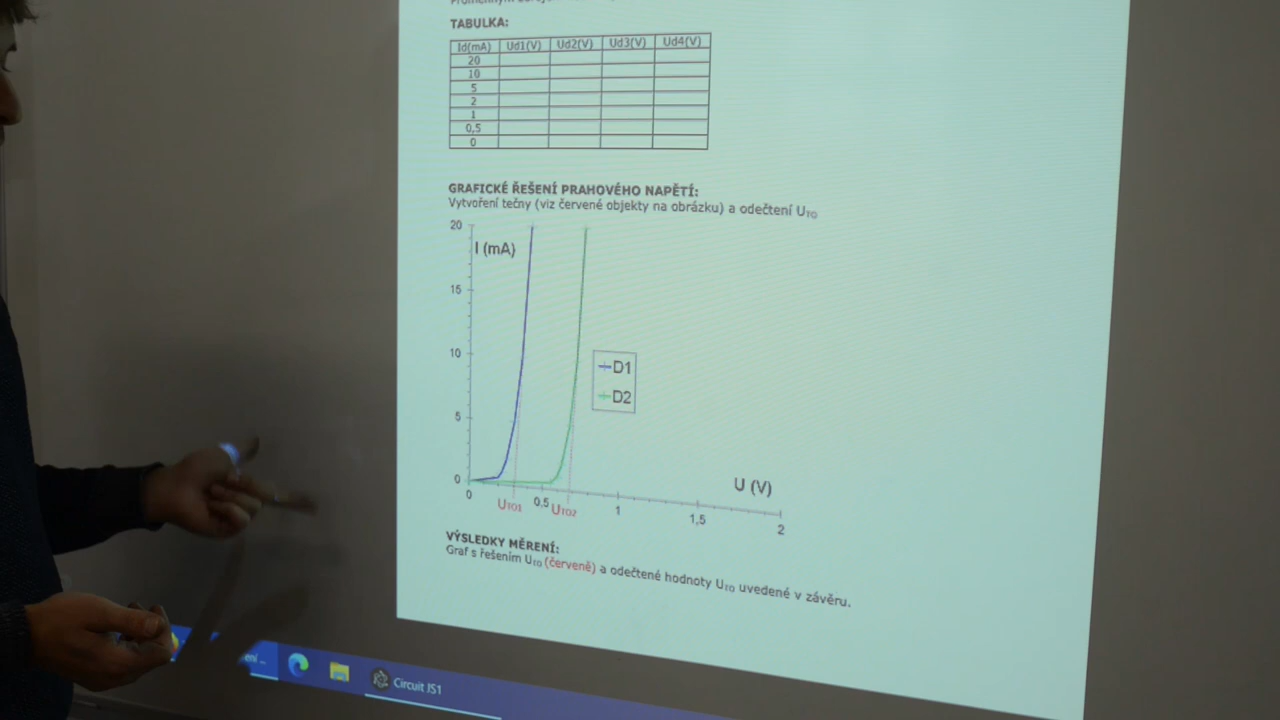 TABULKA:
Id(mA) Ud1(V) Ud2(V) Ud3(V) Ud4(V)
20
10
5
2
1
0,5
0
GRAFICKÉ ŘEŠENÍ PRAHOVÉHO NAPĚTÍ:
Vytvoření tečny (viz červené objekty na obrázku) a odečtení UTO
20
I (mA)
15
10
D1
D2
5
0
U (V)
0 0,5 1 1,5 2
UTO1 UTO2
VÝSLEDKY MĚRENÍ:
Graf s řešením UTO (červeně) a odečtené hodnoty UTO uvedené v závěru.
Circuit JS1